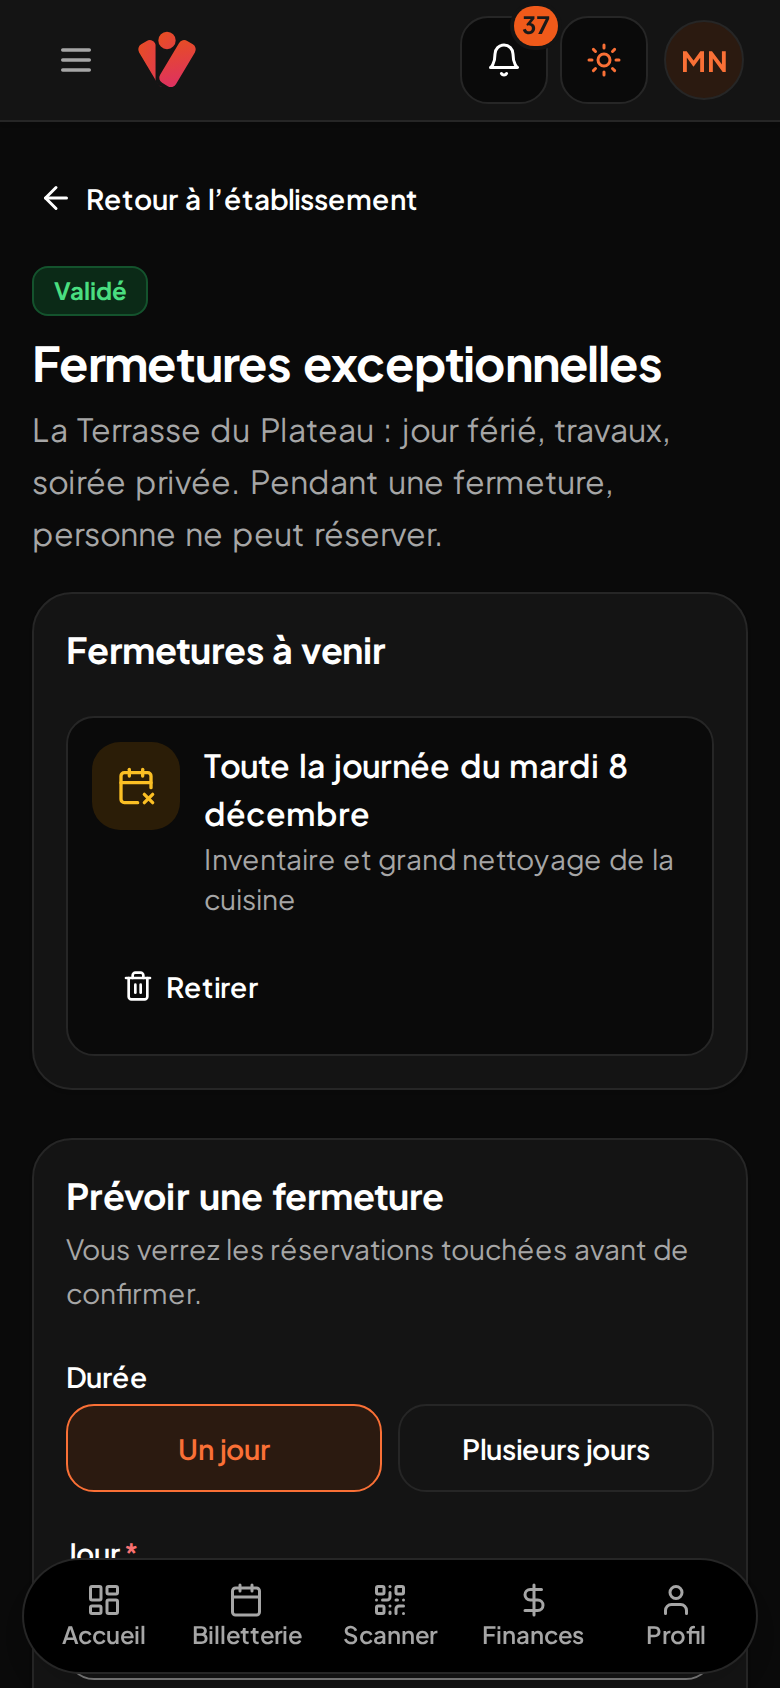 37
MN
Retour à l’établissement
Validé
Fermetures exceptionnelles
La Terrasse du Plateau : jour férié, travaux,
soirée privée. Pendant une fermeture,
personne ne peut réserver.
Fermetures à venir
Toute la journée du mardi 8
décembre
Inventaire et grand nettoyage de la
cuisine
Retirer
Prévoir une fermeture
Vous verrez les réservations touchées avant de
confirmer.
Durée
Un jour
Plusieurs jours
Jour *
Accueil
Billetterie
Scanner
Finances
Profil